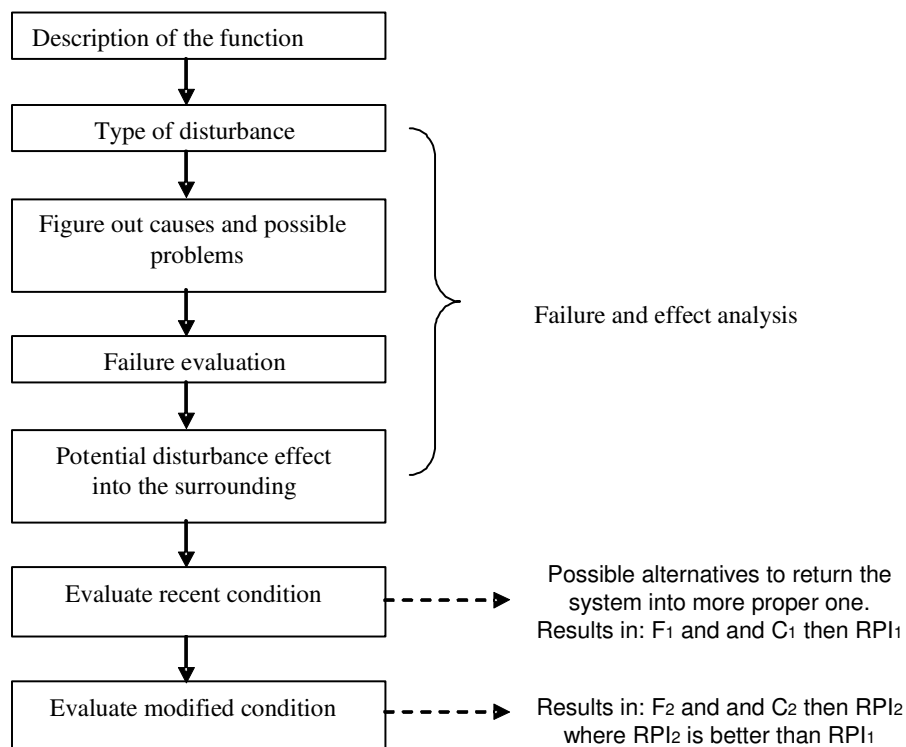 Description of the function
Type of disturbance
Figure out causes and possible
problems
Failure evaluation
Potential disturbance effect
into the surrounding
Failure and effect analysis
Evaluate recent condition
Possible alternatives to return the
system into more proper one.
Results in: F1 and and C1 then RPI1
Evaluate modified condition
Results in: F2 and and C2 then RPI2
where RPI2 is better than RPI1